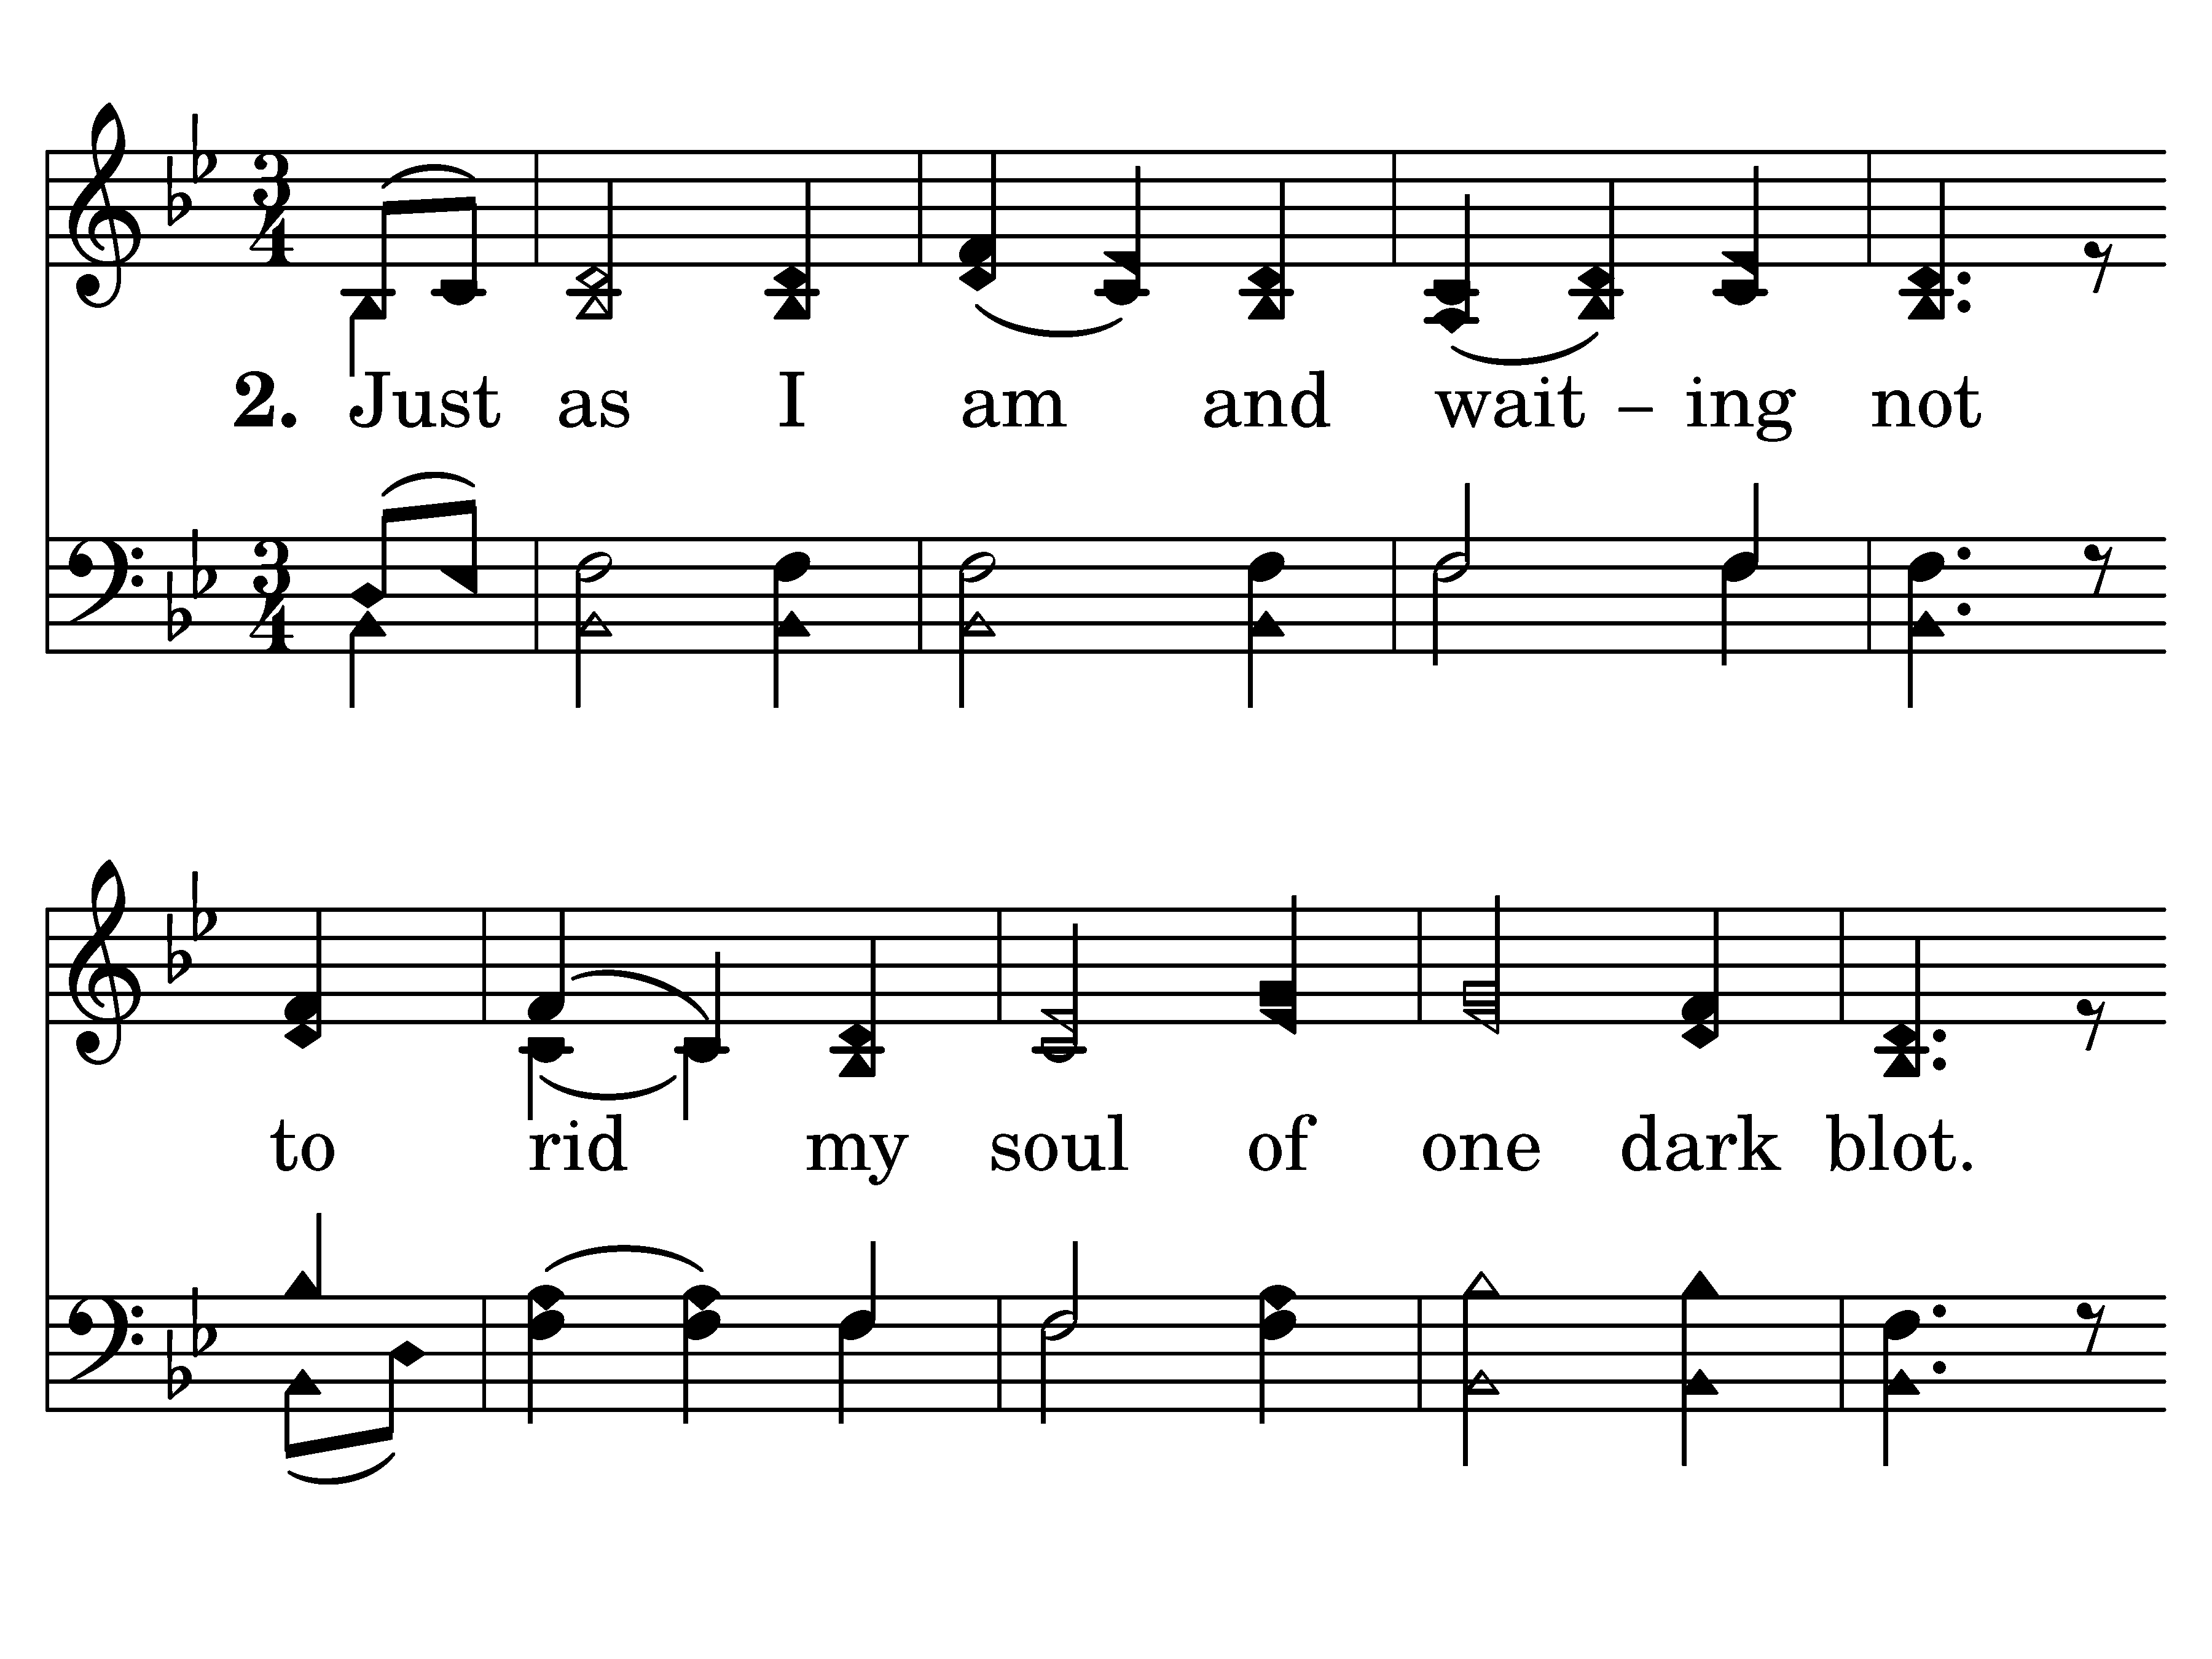 2. Just as I am and wait – ing not
to rid my soul of one dark blot.